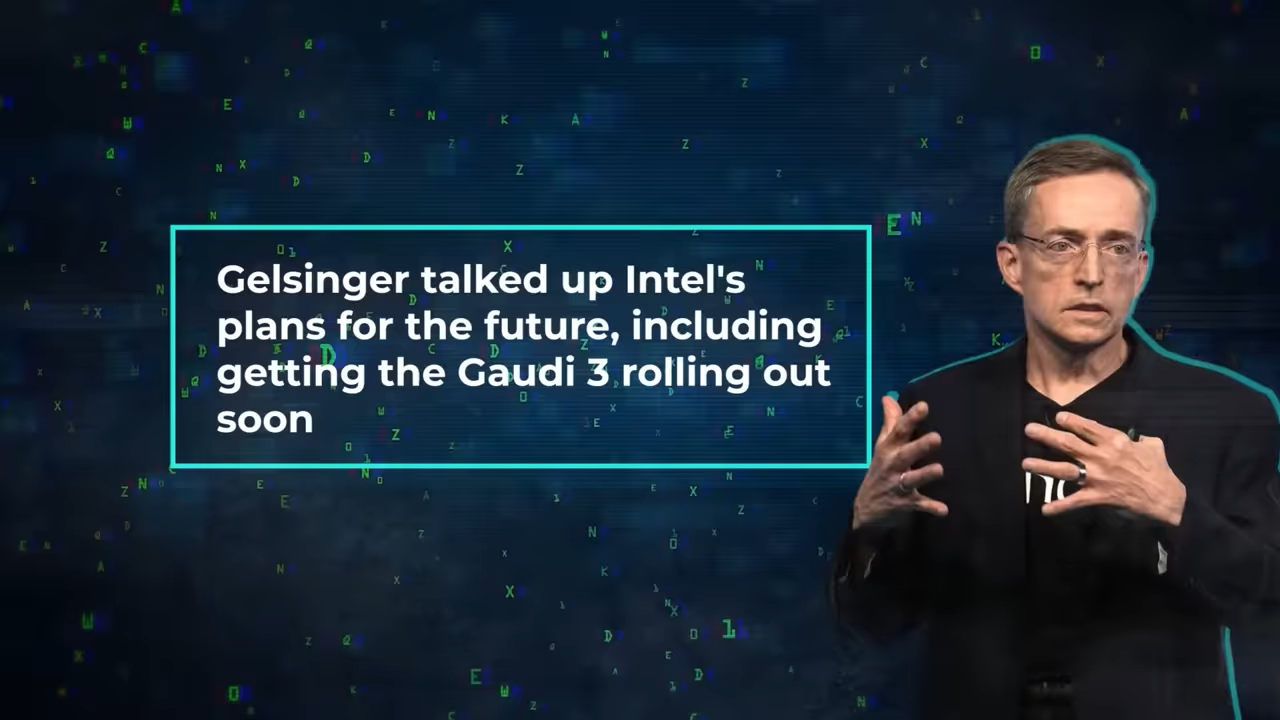 Gelsinger talked up Intel's
plans for the future, including
getting the Gaudi 3 rolling out
soon